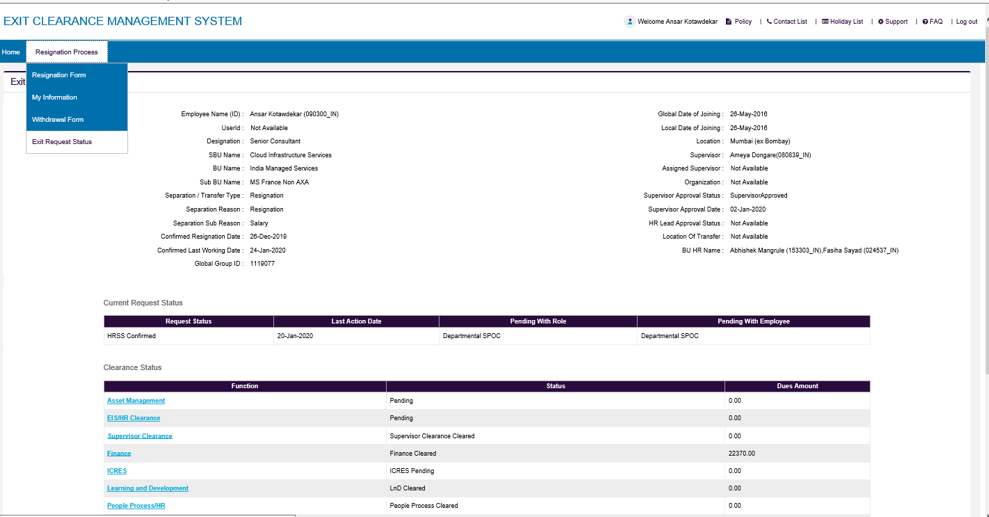 EXIT CLEARANCE MANAGEMENT SYSTEM
Welcome Ansar Kotawdekar Policy | Contact List | Holiday List | Support | FAQ | Log out
Home Resignation Process
Resignation Form
Exit
My Information
Withdrawal Form
Exit Request Status
Employee Name (ID) : Ansar Kotawdekar (090300_IN) Global Date of Joining : 26-May-2016
UserId : Not Available Local Date of Joining : 26-May-2016
Designation : Senior Consultant Location : Mumbai (ex Bombay)
SBU Name : Cloud Infrastructure Services Supervisor : Ameya Dongare(080839_IN)
BU Name : India Managed Services Assigned Supervisor : Not Available
Sub BU Name : MS France Non AXA Organization : Not Available
Separation / Transfer Type : Resignation Supervisor Approval Status : SupervisorApproved
Separation Reason : Resignation Supervisor Approval Date : 02-Jan-2020
Separation Sub Reason : Salary HR Lead Approval Status : Not Available
Confirmed Resignation Date : 26-Dec-2019 Location Of Transfer : Not Available
Confirmed Last Working Date : 24-Jan-2020 BU HR Name : Abhishek Mangrule (153303_IN),Fasiha Sayad (024537_IN)
Global Group ID : 1119077
Current Request Status
Request Status Last Action Date Pending With Role Pending With Employee
HRSS Confirmed 20-Jan-2020 Departmental SPOC Departmental SPOC
Clearance Status
Function Status Dues Amount
Asset Management Pending 0.00
EIS/HR Clearance Pending 0.00
Supervisor Clearance Supervisor Clearance Cleared 0.00
Finance Finance Cleared 22370.00
ICRES ICRES Pending 0.00
Learning and Development LnD Cleared 0.00
People Process/HR People Process Cleared 0.00